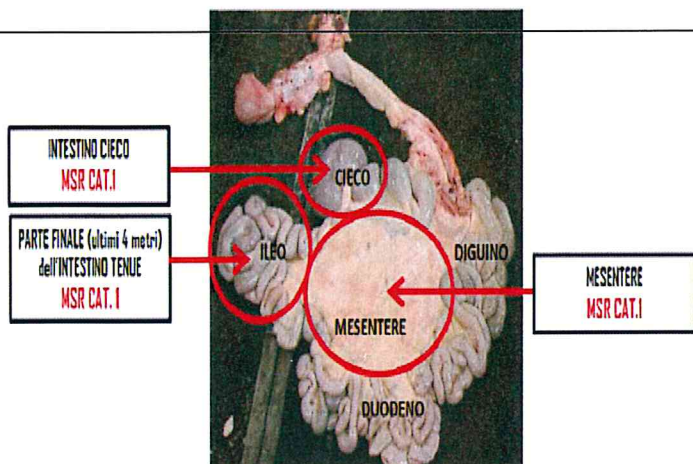 INTESTINO CIECO
MSR CAT.I
PARTE FINALE (ultimi 4 metri)
dell'INTESTINO TENUE
MSR CAT. I
CIECO
ILEO
DIGUINO
MESENTERE
DUODENO
MESENTERE
MSR CAT.I